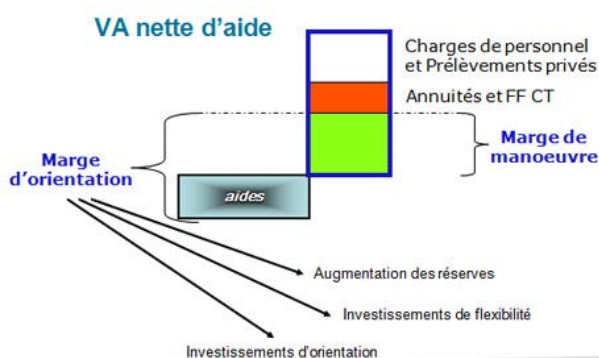 VA nette d'aide
Charges de personnel
et Prélèvements privés
Annuités et FF CT
Marge de
manoeuvre
Marge
d'orientation
aides
Augmentation des réserves
Investissements de flexibilité
Investissements d'orientation